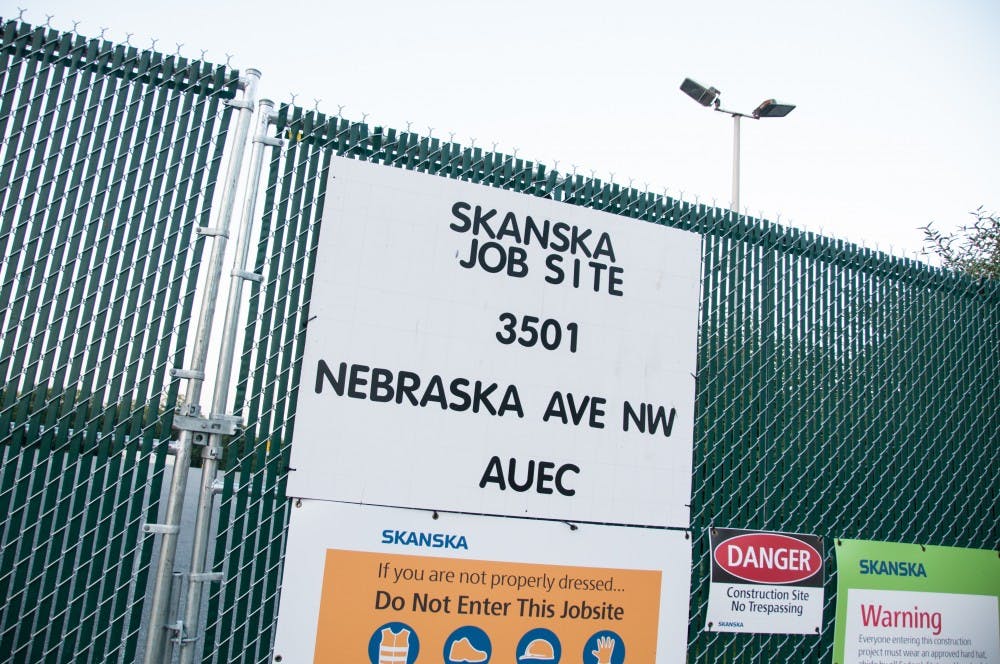 SKANSKA
JOB SITE
3501
NEBRASKA AVE NW
AUEC
SKANSKA
If you are not properly dressed...
Do Not Enter This Jobsite
DANGER
Construction Site
No Trespassing
SKANSKA
SKANSKA
Warning
Everyone entering this construction
project must wear an approved hard hat,